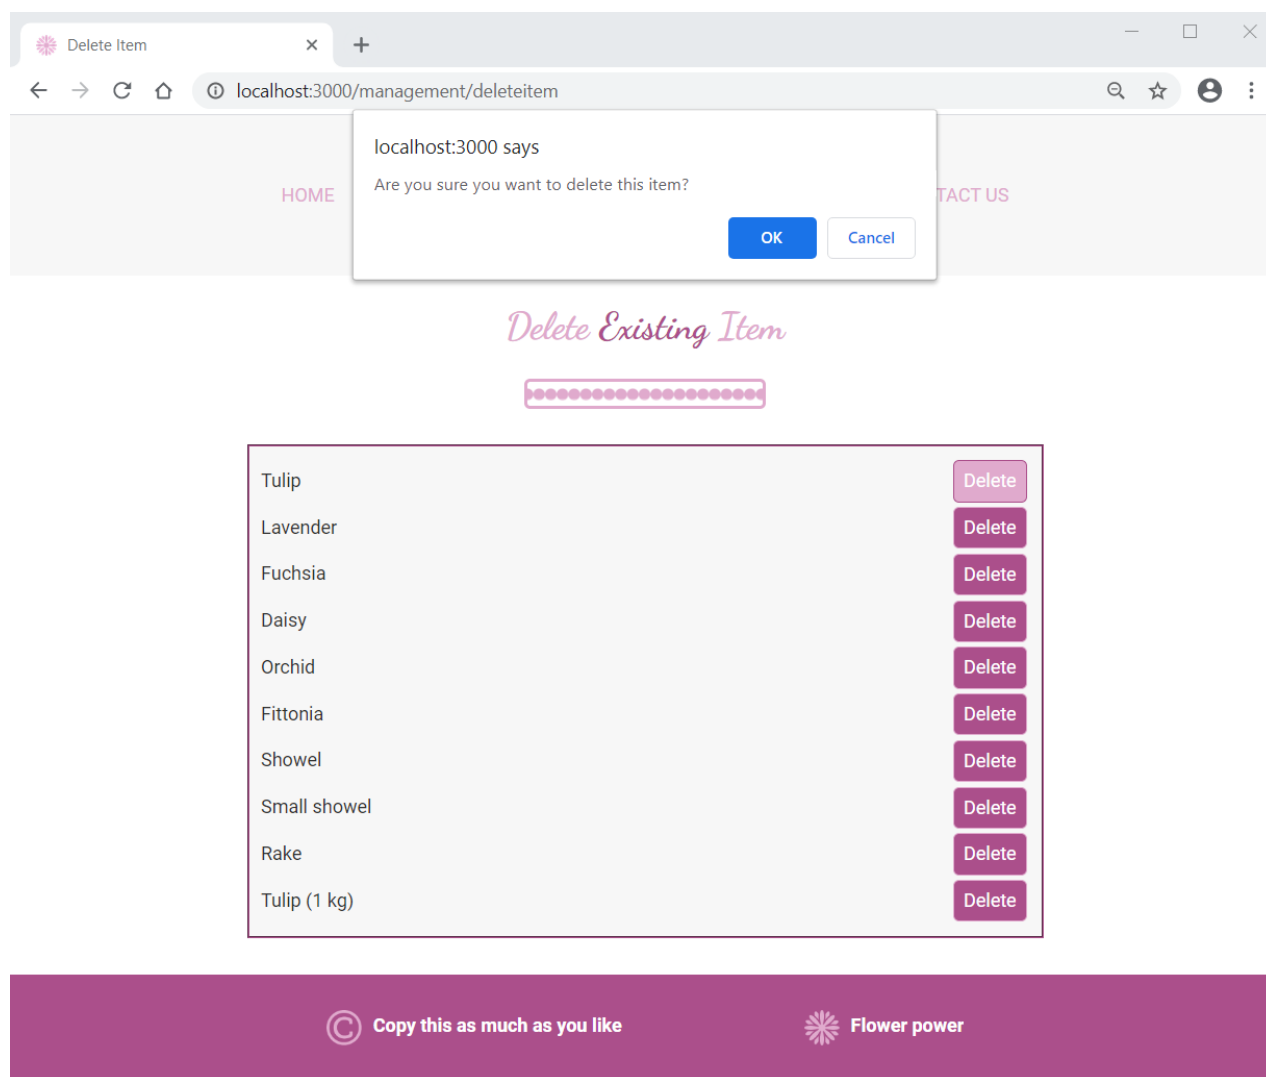 Delete Item
localhost:3000/management/deleteitem
localhost:3000 says
Are you sure you want to delete this item?
OK Cancel
HOME TACT US
Delete Existing Item
Tulip Delete
Lavender Delete
Fuchsia Delete
Daisy Delete
Orchid Delete
Fittonia Delete
Showel Delete
Small showel Delete
Rake Delete
Tulip (1 kg) Delete
© Copy this as much as you like Flower power